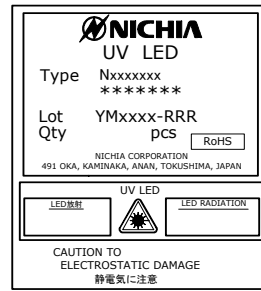 NICHIA
UV LED
Type Nxxxxxxx
*******
Lot YMxxxx-RRR
Qty pcs
RoHS
NICHIA CORPORATION
491 OKA, KAMINAKA, ANAN, TOKUSHIMA, JAPAN
UV LED
LED放射
LED RADIATION
CAUTION TO
ELECTROSTATIC DAMAGE
静電気に注意